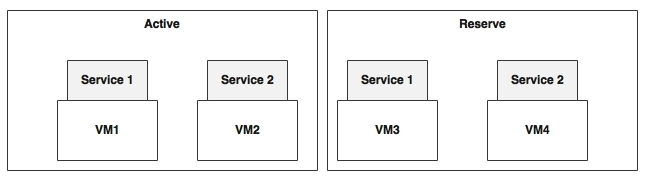 Active
Service 1
Service 2
VM1
VM2
Reserve
Service 1
Service 2
VM3
VM4